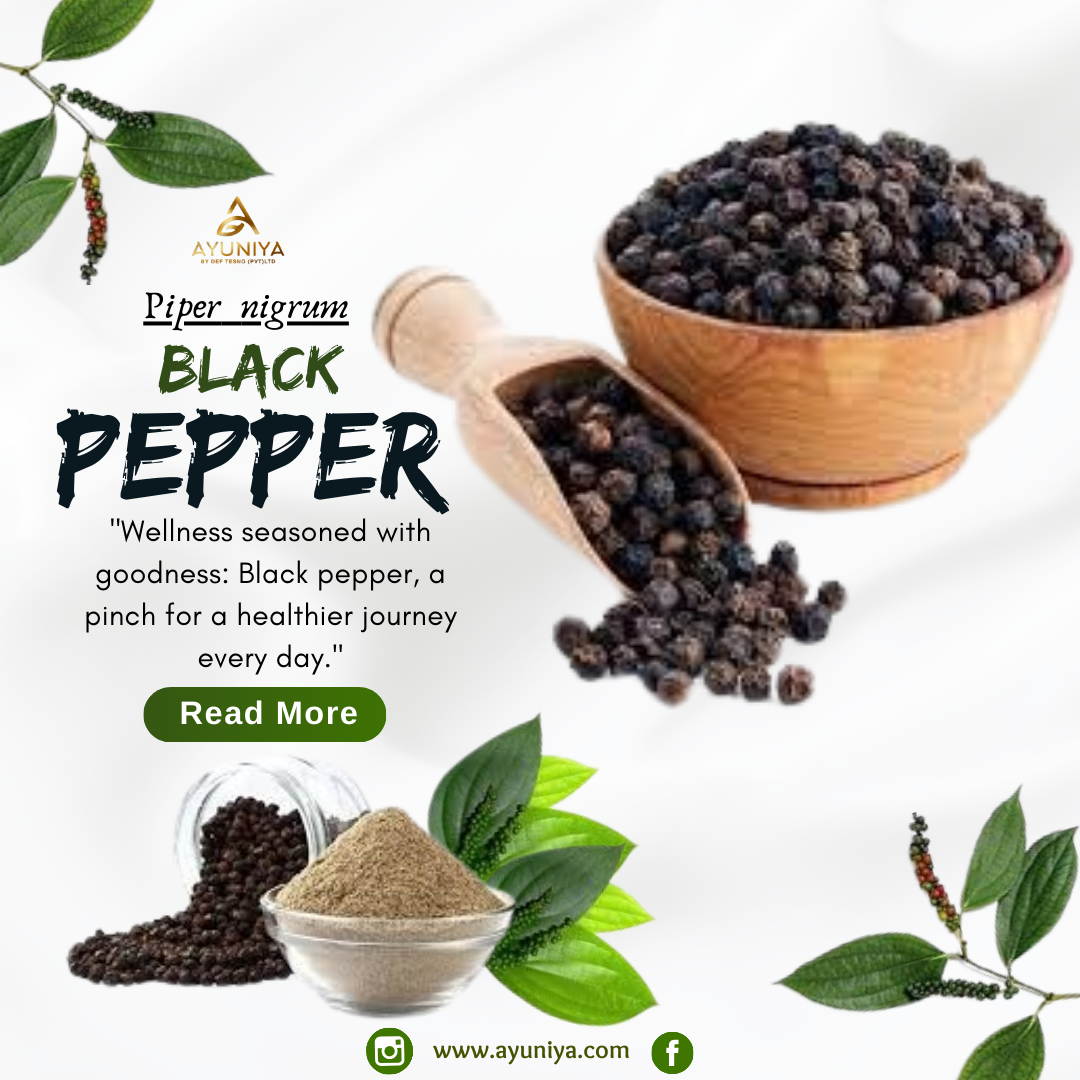 AYUNIYA
BY DEF TESNO (PVT)LTD
Piper nigrum
BLACK
PEPPER
"Wellness seasoned with
goodness: Black pepper, a
pinch for a healthier journey
every day."
Read More
www.ayuniya.com